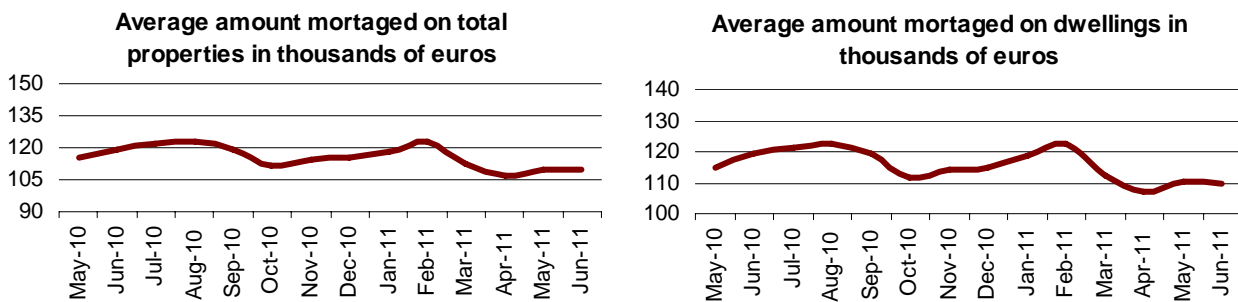 Average amount mortaged on total
properties in thousands of euros
150
135
120
105
90
May-10
Jun-10
Jul-10
Aug-10
Sep-10
Oct-10
Nov-10
Dec-10
Jan-11
Feb-11
Mar-11
Apr-11
May-11
Jun-11
Average amount mortaged on dwellings in
thousands of euros
140
130
120
110
100
May-10
Jun-10
Jul-10
Aug-10
Sep-10
Oct-10
Nov-10
Dec-10
Jan-11
Feb-11
Mar-11
Apr-11
May-11
Jun-11